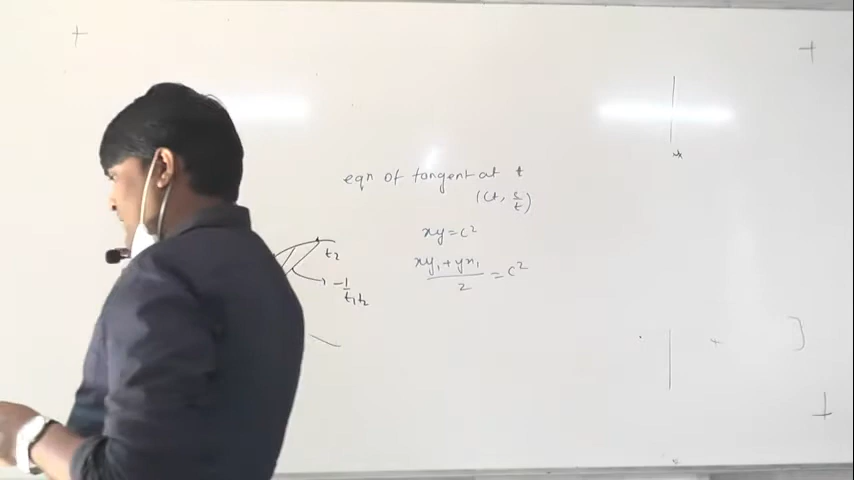 eqn of tangent at t
(ct, c/t)
xy = c²
(xy₁ + yx₁)/2 = c²
t₂
-1/t₁t₂